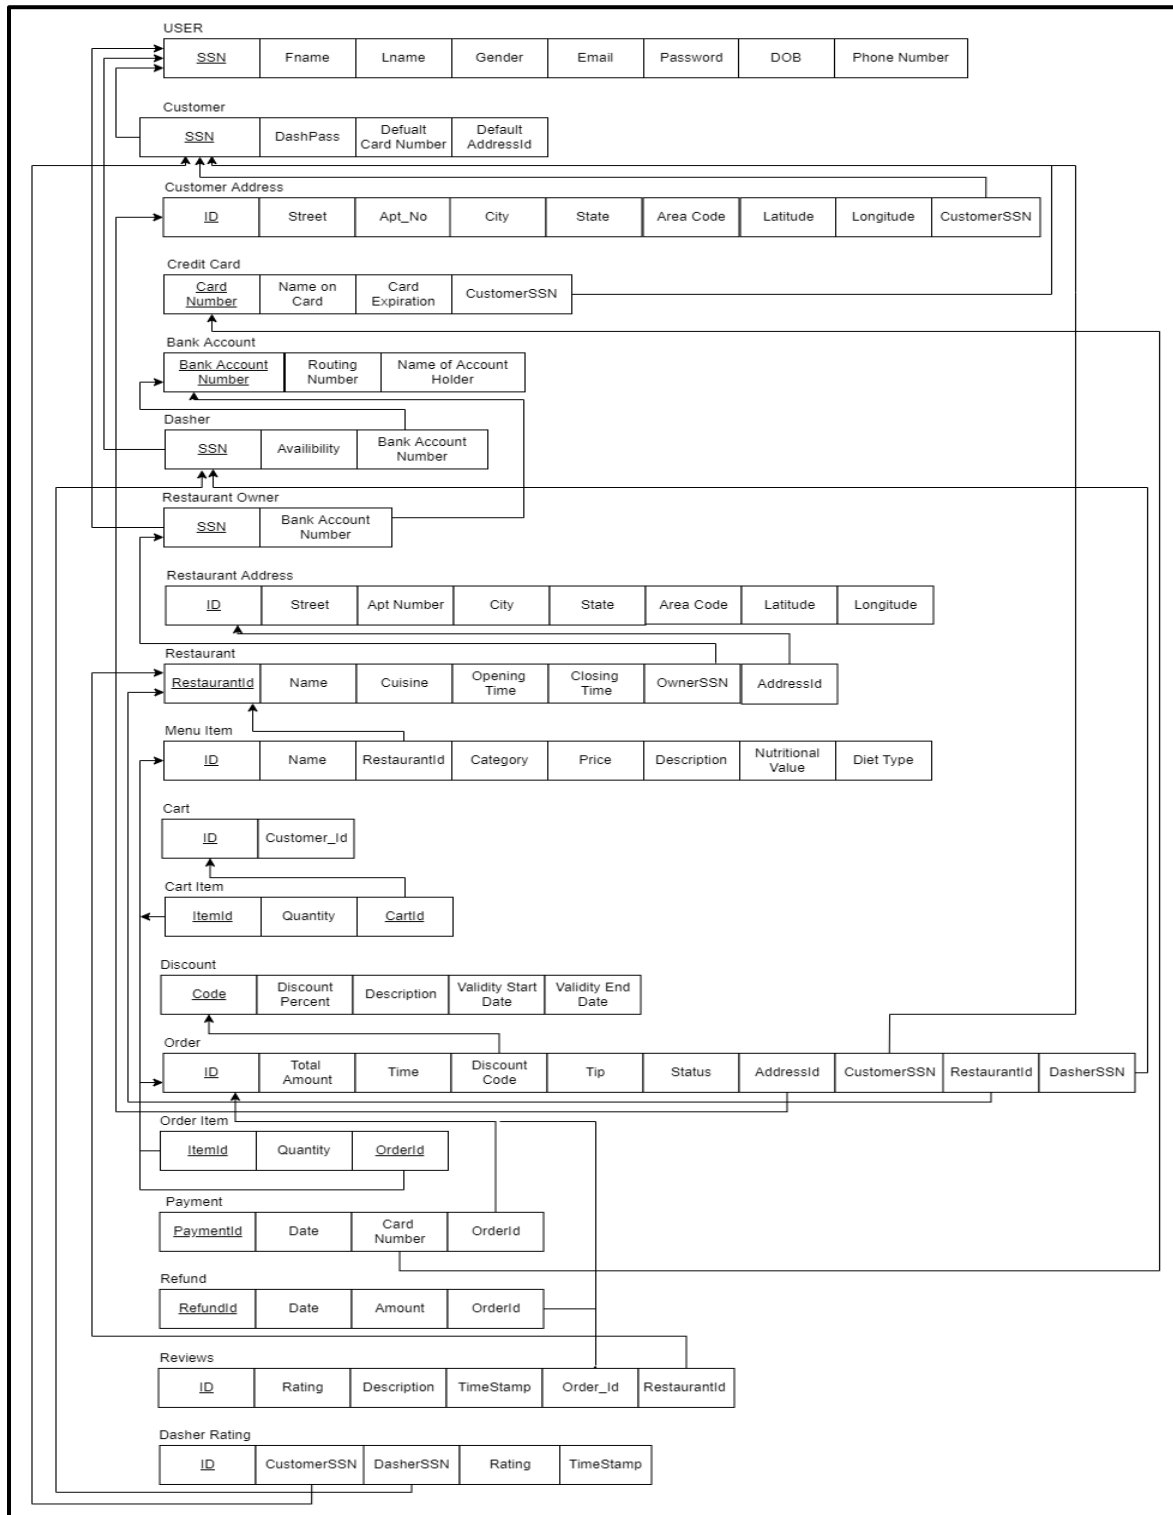 USER
SSN Fname Lname Gender Email Password DOB Phone Number
Customer
SSN DashPass Defualt Card Number Default AddressId
Customer Address
ID Street Apt_No City State Area Code Latitude Longitude CustomerSSN
Credit Card
Card Number Name on Card Card Expiration CustomerSSN
Bank Account
Bank Account Number Routing Number Name of Account Holder
Dasher
SSN Availibility Bank Account Number
Restaurant Owner
SSN Bank Account Number
Restaurant Address
ID Street Apt Number City State Area Code Latitude Longitude
Restaurant
RestaurantId Name Cuisine Opening Time Closing Time OwnerSSN AddressId
Menu Item
ID Name RestaurantId Category Price Description Nutritional Value Diet Type
Cart
ID Customer_Id
Cart Item
ItemId Quantity CartId
Discount
Code Discount Percent Description Validity Start Date Validity End Date
Order
ID Total Amount Time Discount Code Tip Status AddressId CustomerSSN RestaurantId DasherSSN
Order Item
ItemId Quantity OrderId
Payment
PaymentId Date Card Number OrderId
Refund
RefundId Date Amount OrderId
Reviews
ID Rating Description TimeStamp Order_Id RestaurantId
Dasher Rating
ID CustomerSSN DasherSSN Rating TimeStamp